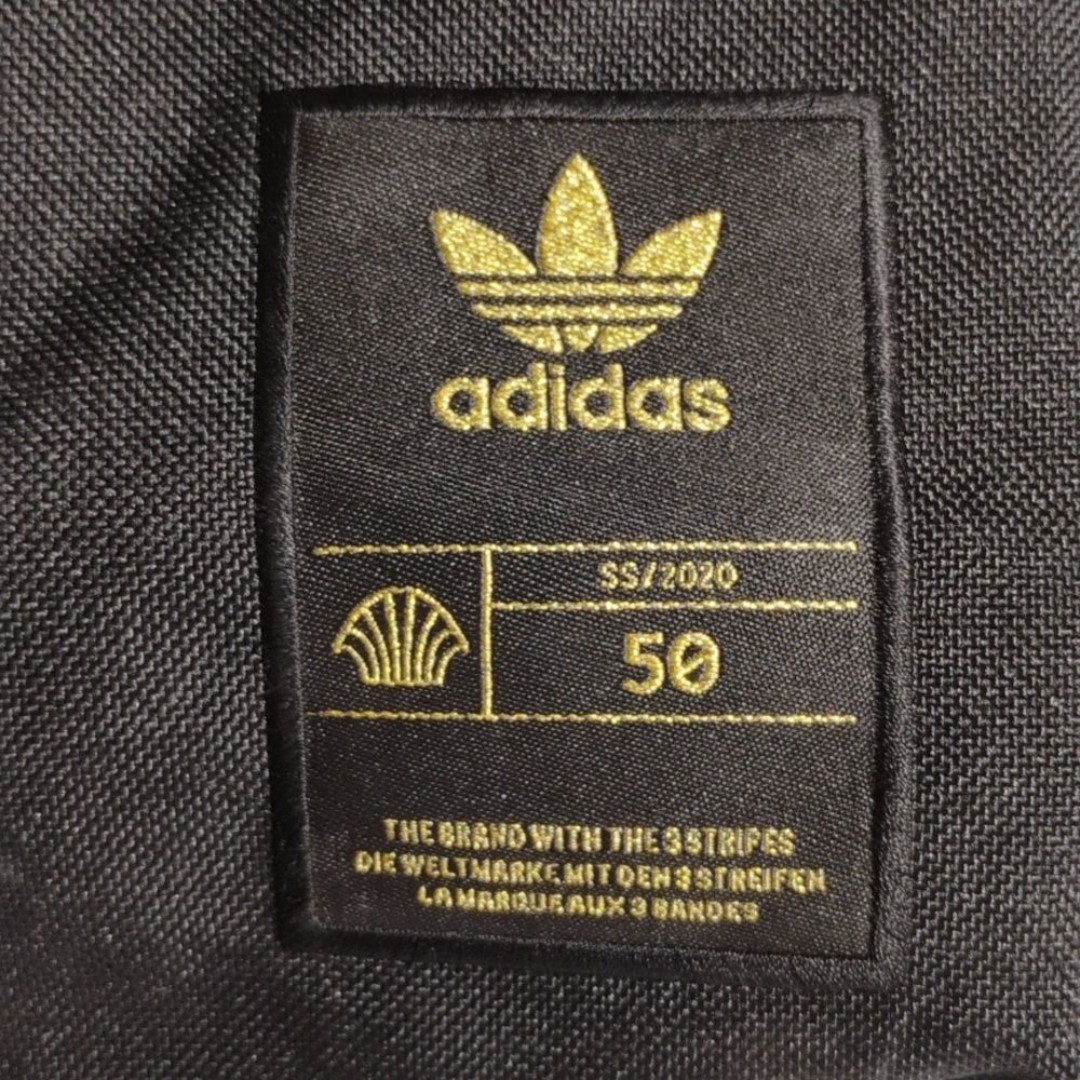 adidas
SS/2020
50
THE BRAND WITH THE 3 STRIPES
DIE WELTMARKE MIT DEN 3 STREIFEN
LA MARQUE AUX 3 BANDES